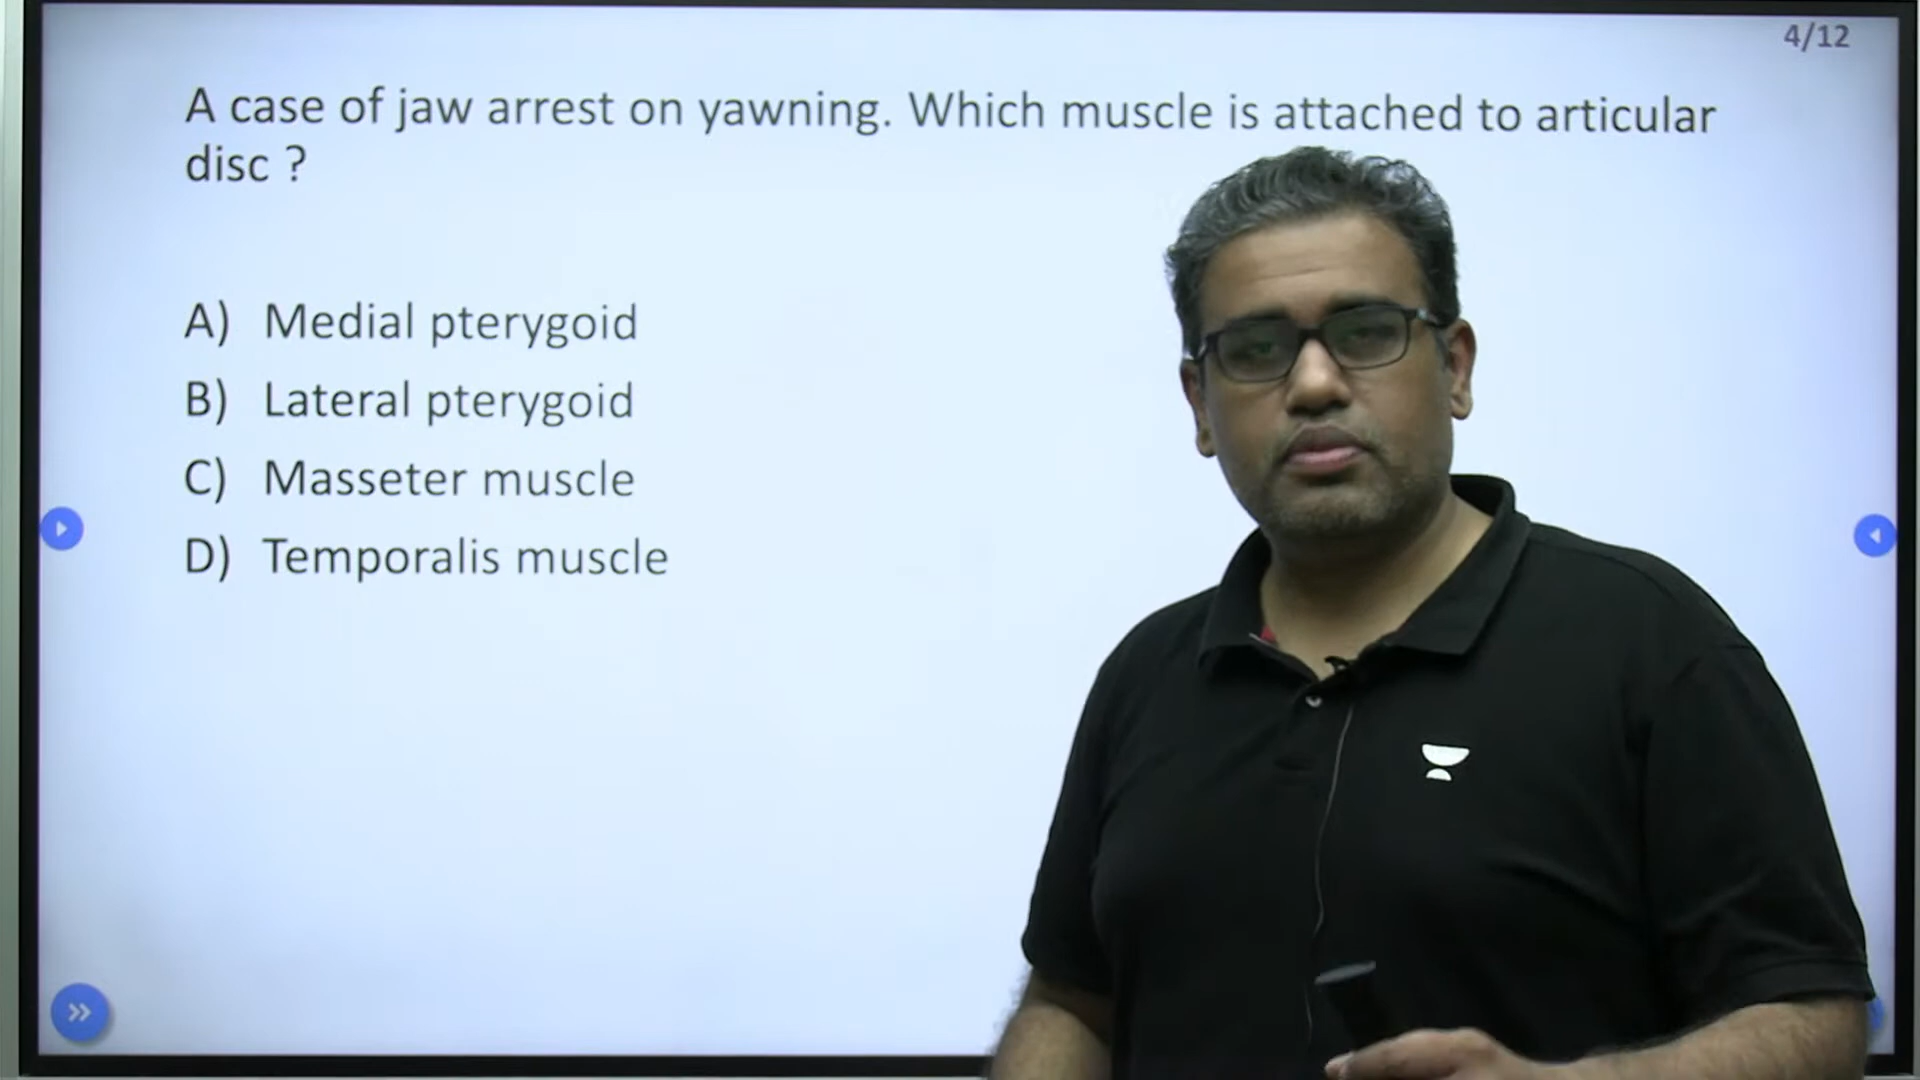 4/12
A case of jaw arrest on yawning. Which muscle is attached to articular
disc ?
A) Medial pterygoid
B) Lateral pterygoid
C) Masseter muscle
D) Temporalis muscle